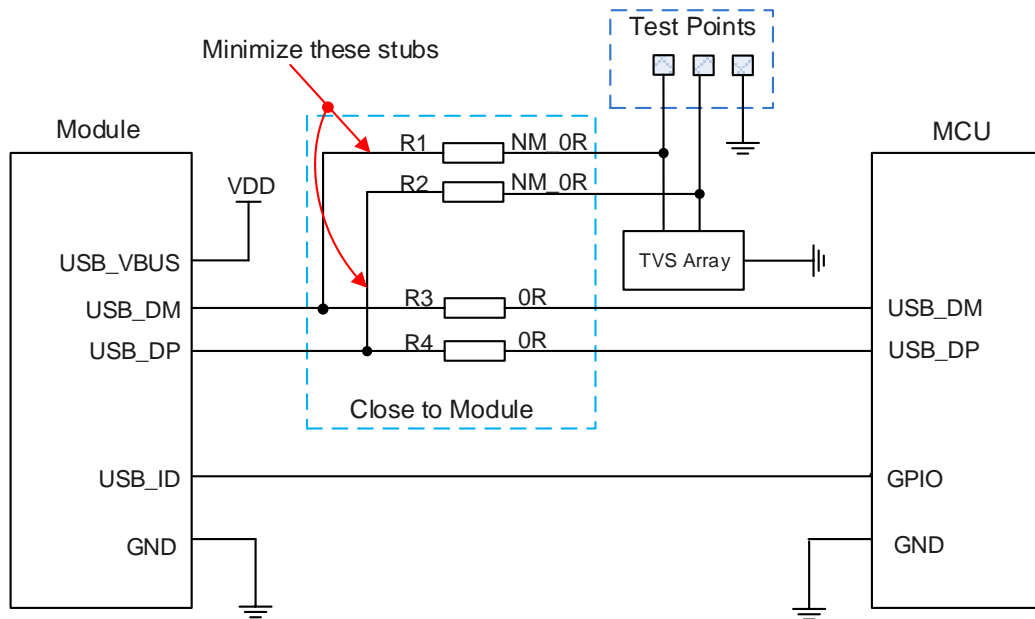 Test Points
Minimize these stubs
Module
MCU
R1
NM_0R
R2
NM_0R
VDD
TVS Array
USB_VBUS
USB_DM
R3
0R
USB_DM
USB_DP
R4
0R
USB_DP
Close to Module
USB_ID
GPIO
GND
GND